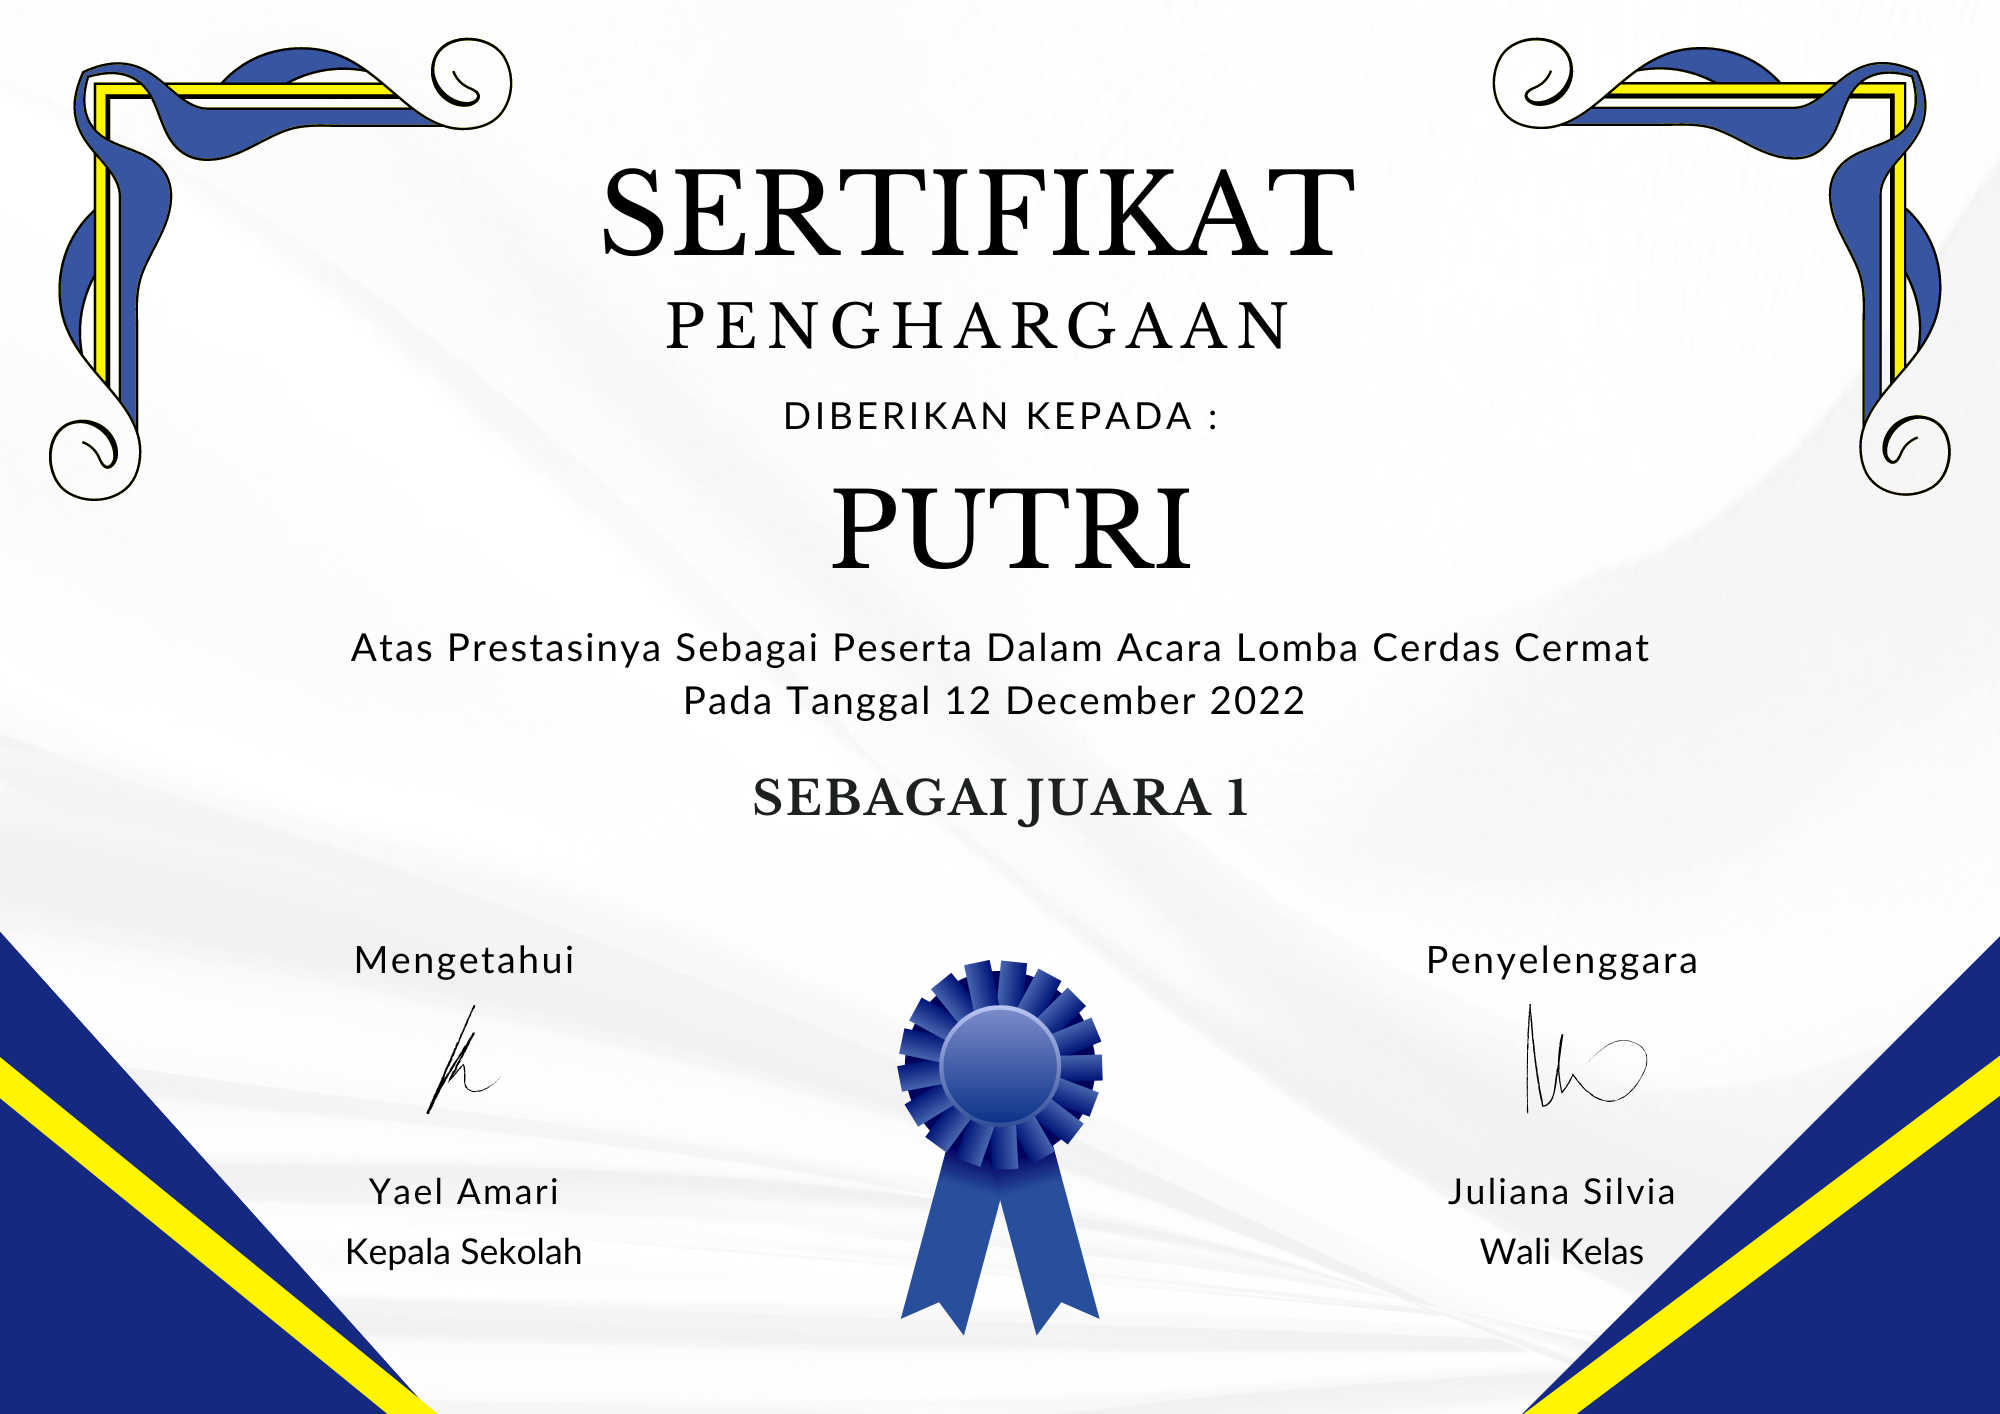 SERTIFIKAT
PENGHARGAAN
DIBERIKAN KEPADA :
PUTRI
Atas Prestasinya Sebagai Peserta Dalam Acara Lomba Cerdas Cermat
Pada Tanggal 12 December 2022
SEBAGAI JUARA 1
Mengetahui
Yael Amari
Kepala Sekolah
Penyelenggara
Juliana Silvia
Wali Kelas